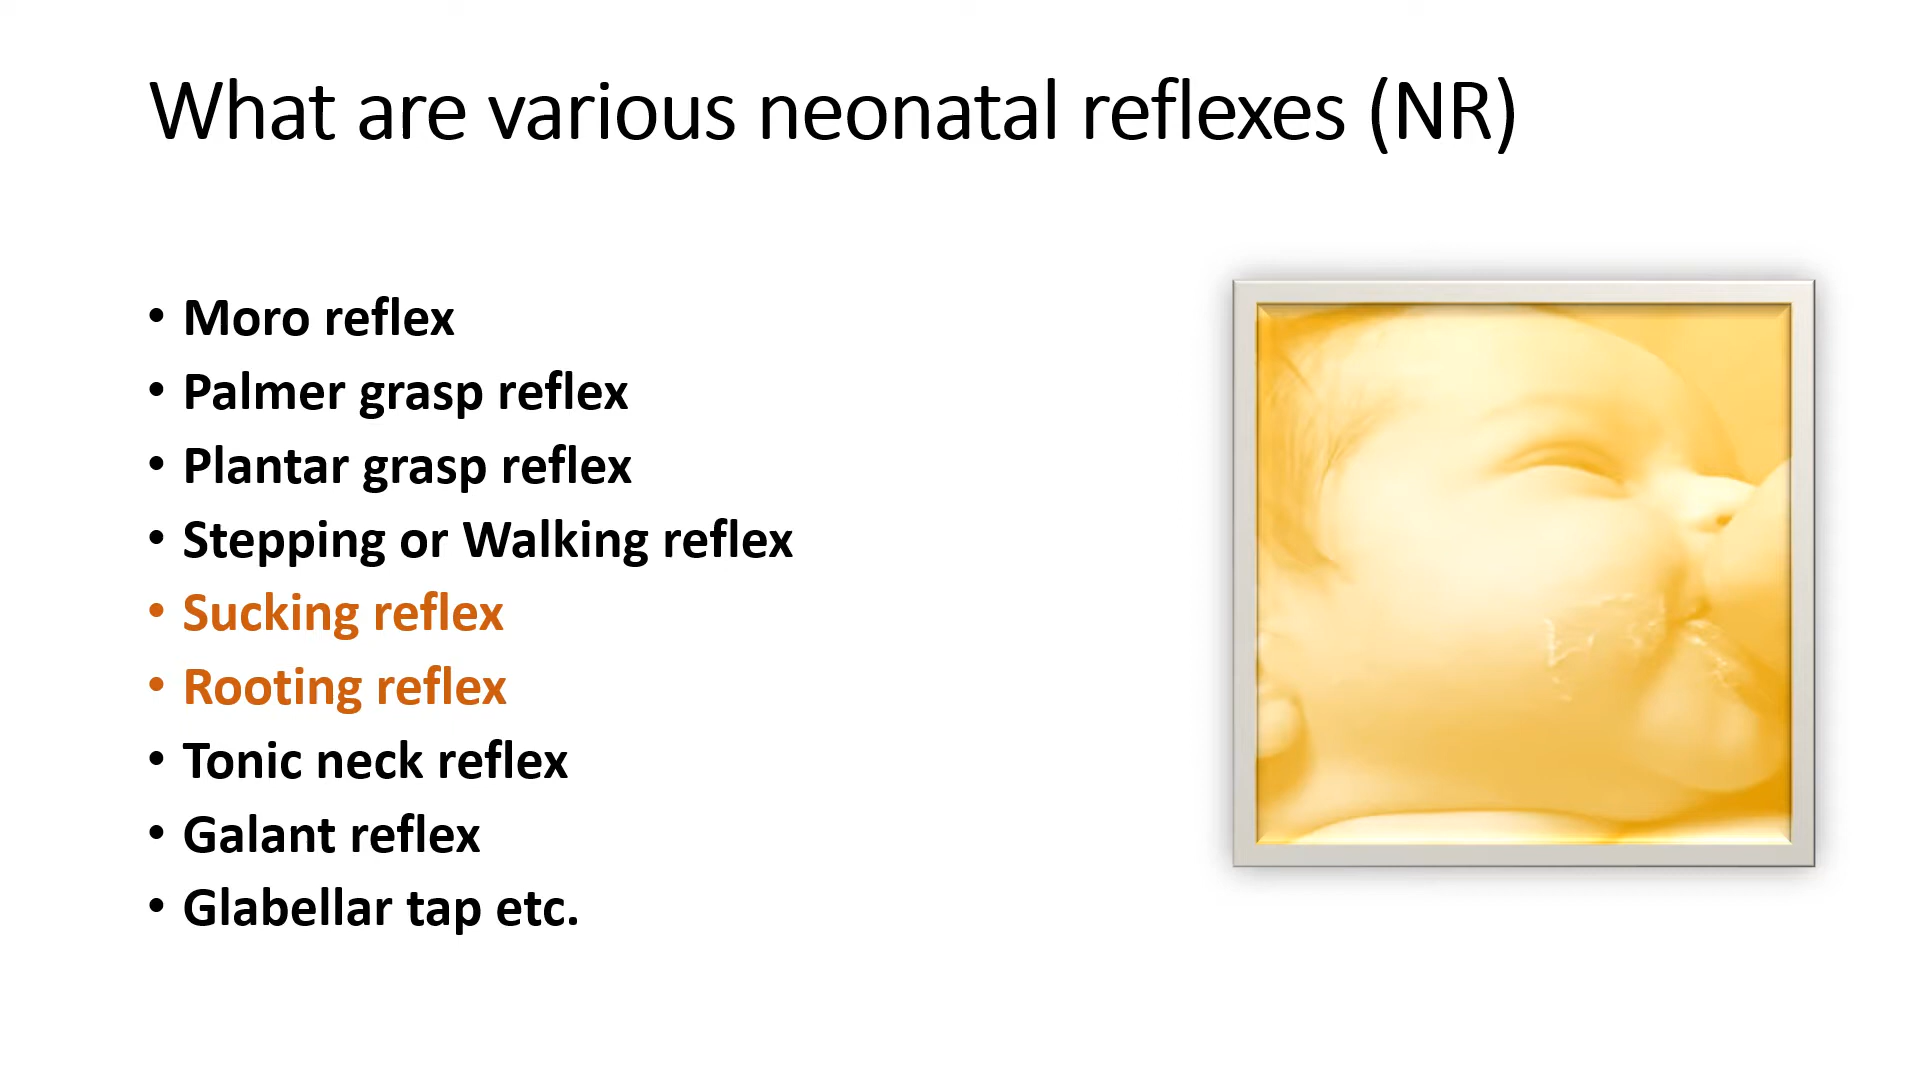 What are various neonatal reflexes (NR)
• Moro reflex
• Palmer grasp reflex
• Plantar grasp reflex
• Stepping or Walking reflex
• Sucking reflex
• Rooting reflex
• Tonic neck reflex
• Galant reflex
• Glabellar tap etc.